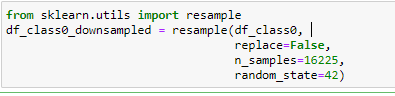 from sklearn.utils import resample
df_class0_downsampled = resample(df_class0,
replace=False,
n_samples=16225,
random_state=42)